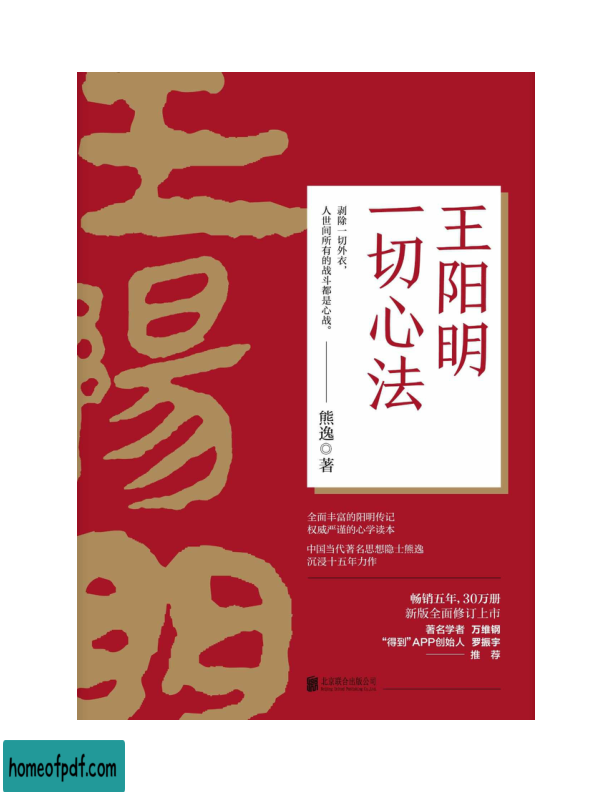 王陽明
王阳明
一切心法
剥除一切外衣，
人世间所有的战斗都是心战。
熊逸◎著
全面丰富的阳明传记
权威严谨的心学读本
中国当代著名思想隐士熊逸
沉浸十五年力作
畅销五年，30万册
新版全面修订上市
著名学者 万维钢
“得到”APP创始人 罗振宇
推荐
北京联合出版公司
homeofpdf.com